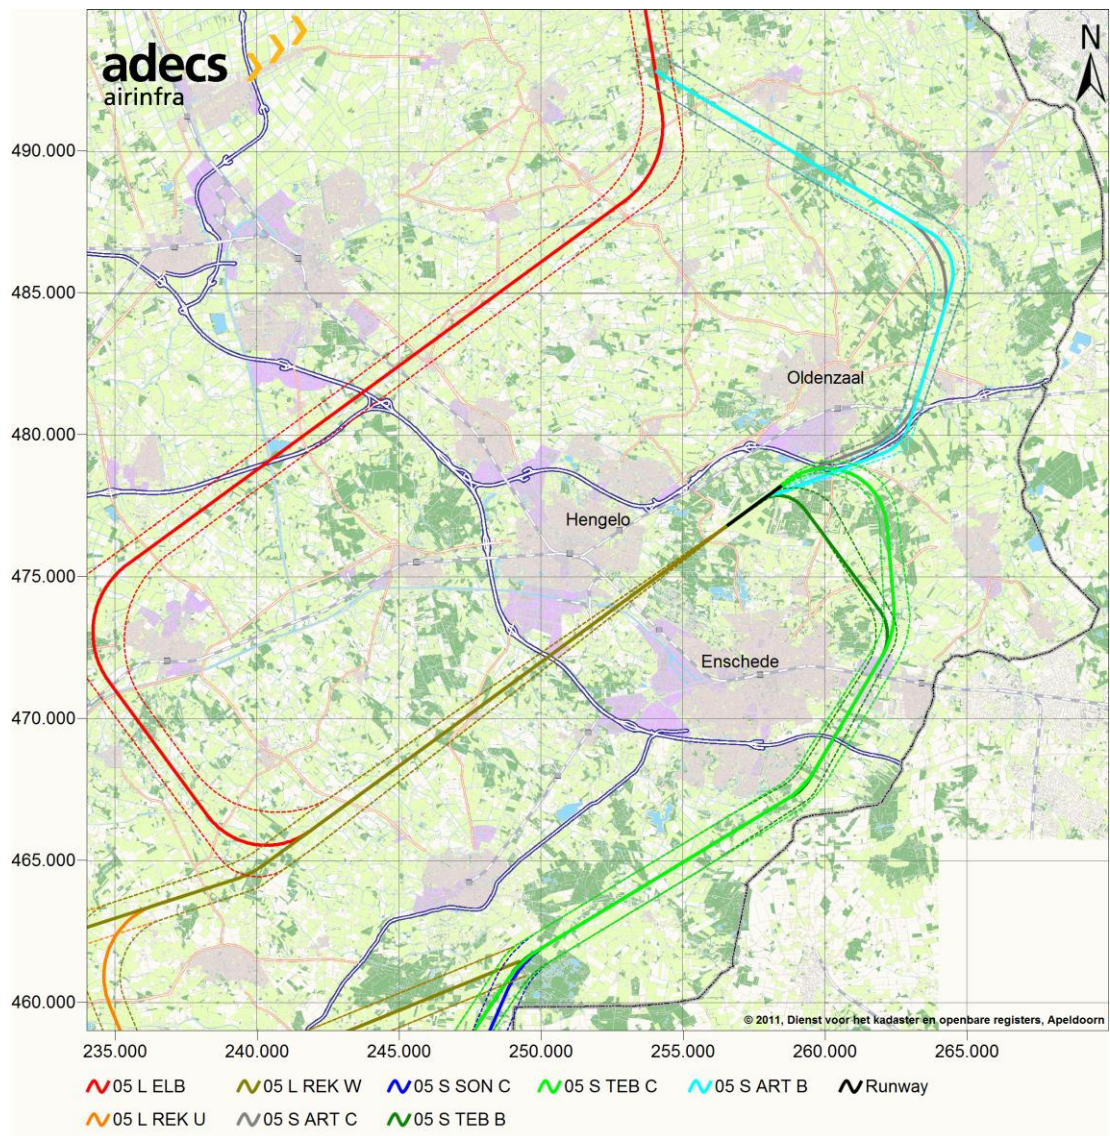 adecs
airinfra
N
490.000
485.000
Oldenzaal
480.000
Hengelo
475.000
Enschede
470.000
465.000
460.000
© 2011, Dienst voor het kadaster en openbare registers, Apeldoorn
235.000 240.000 245.000 250.000 255.000 260.000 265.000
05 L ELB 05 L REK W 05 S SON C 05 S TEB C 05 S ART B Runway
05 L REK U 05 S ART C 05 S TEB B